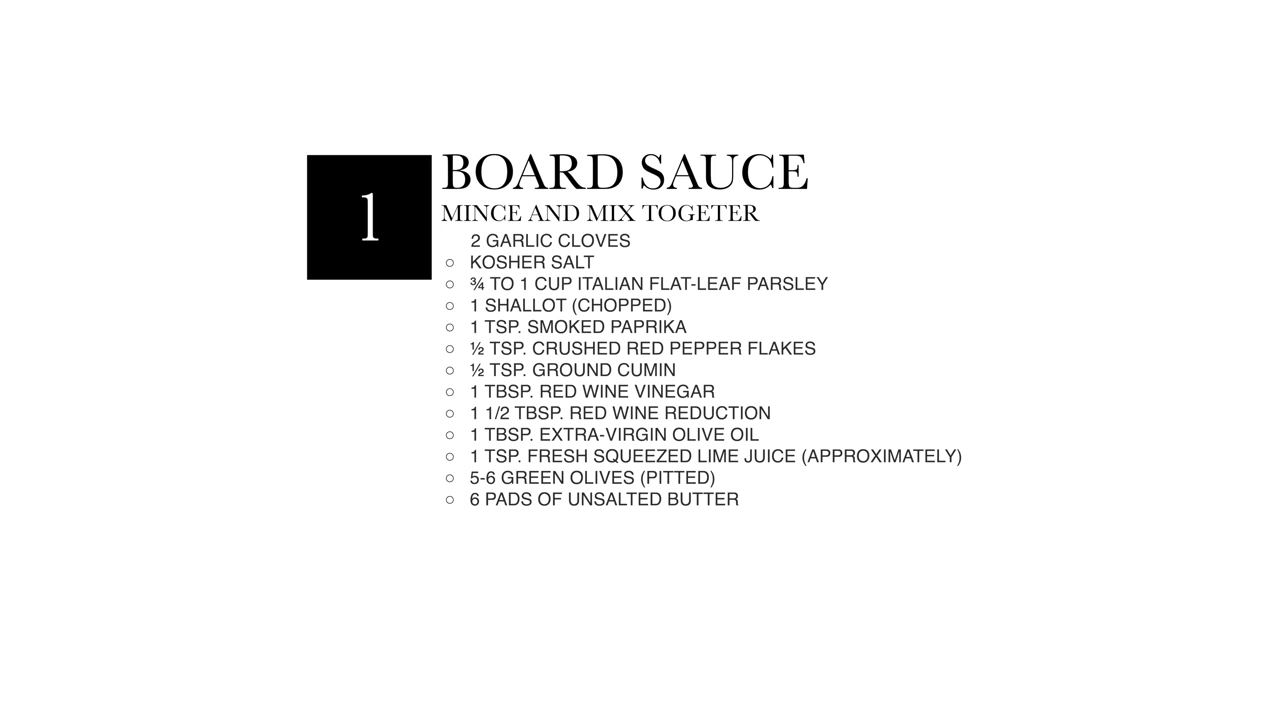 1
BOARD SAUCE
MINCE AND MIX TOGETER
2 GARLIC CLOVES
○ KOSHER SALT
○ ¾ TO 1 CUP ITALIAN FLAT-LEAF PARSLEY
○ 1 SHALLOT (CHOPPED)
○ 1 TSP. SMOKED PAPRIKA
○ ½ TSP. CRUSHED RED PEPPER FLAKES
○ ½ TSP. GROUND CUMIN
○ 1 TBSP. RED WINE VINEGAR
○ 1 1/2 TBSP. RED WINE REDUCTION
○ 1 TBSP. EXTRA-VIRGIN OLIVE OIL
○ 1 TSP. FRESH SQUEEZED LIME JUICE (APPROXIMATELY)
○ 5-6 GREEN OLIVES (PITTED)
○ 6 PADS OF UNSALTED BUTTER